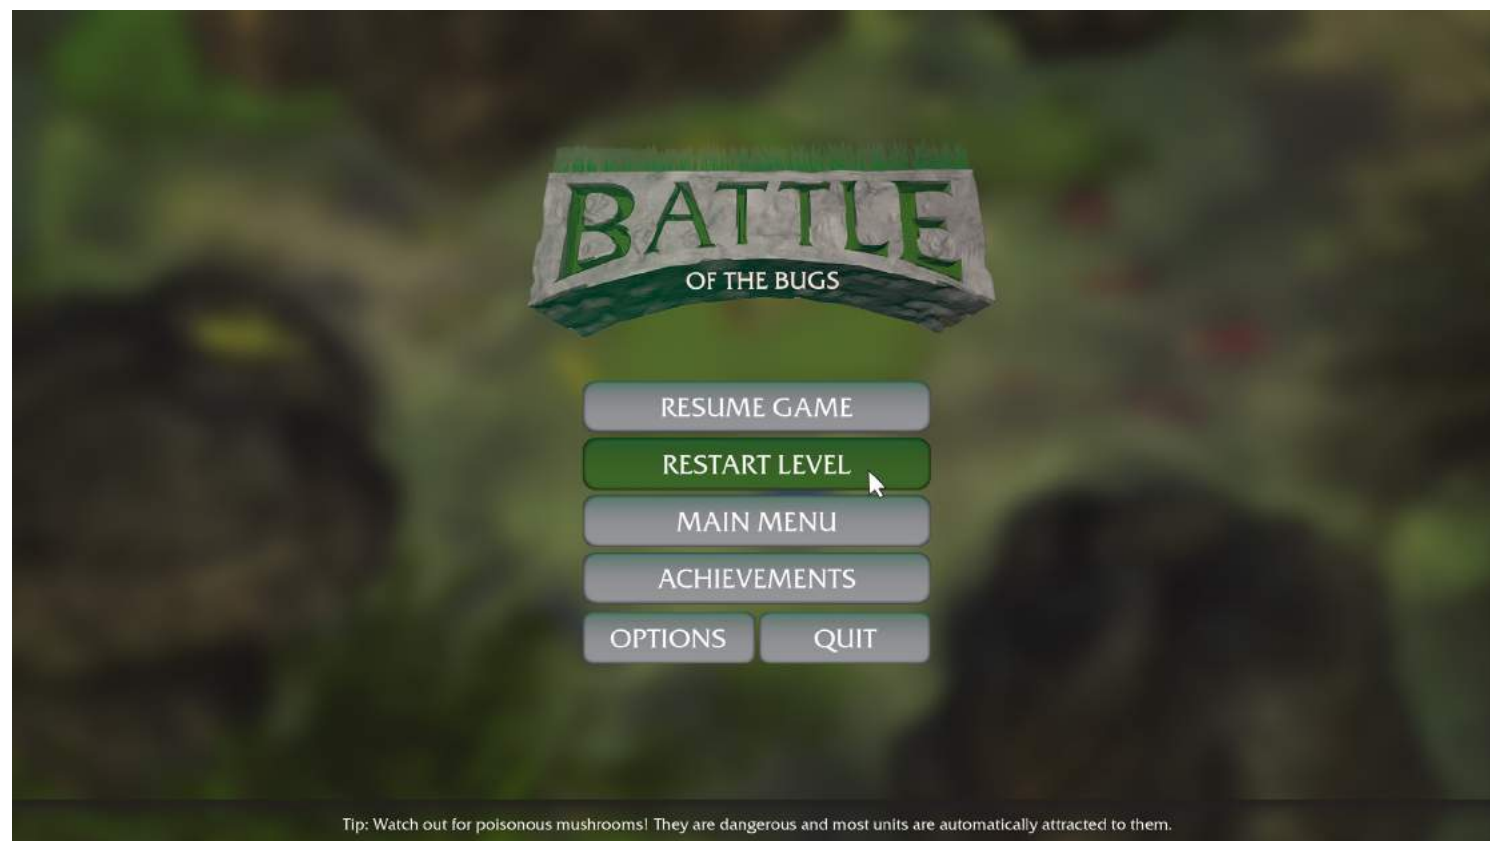 BATTLE
OF THE BUGS
RESUME GAME
RESTART LEVEL
MAIN MENU
ACHIEVEMENTS
OPTIONS QUIT
Tip: Watch out for poisonous mushrooms! They are dangerous and most units are automatically attracted to them.